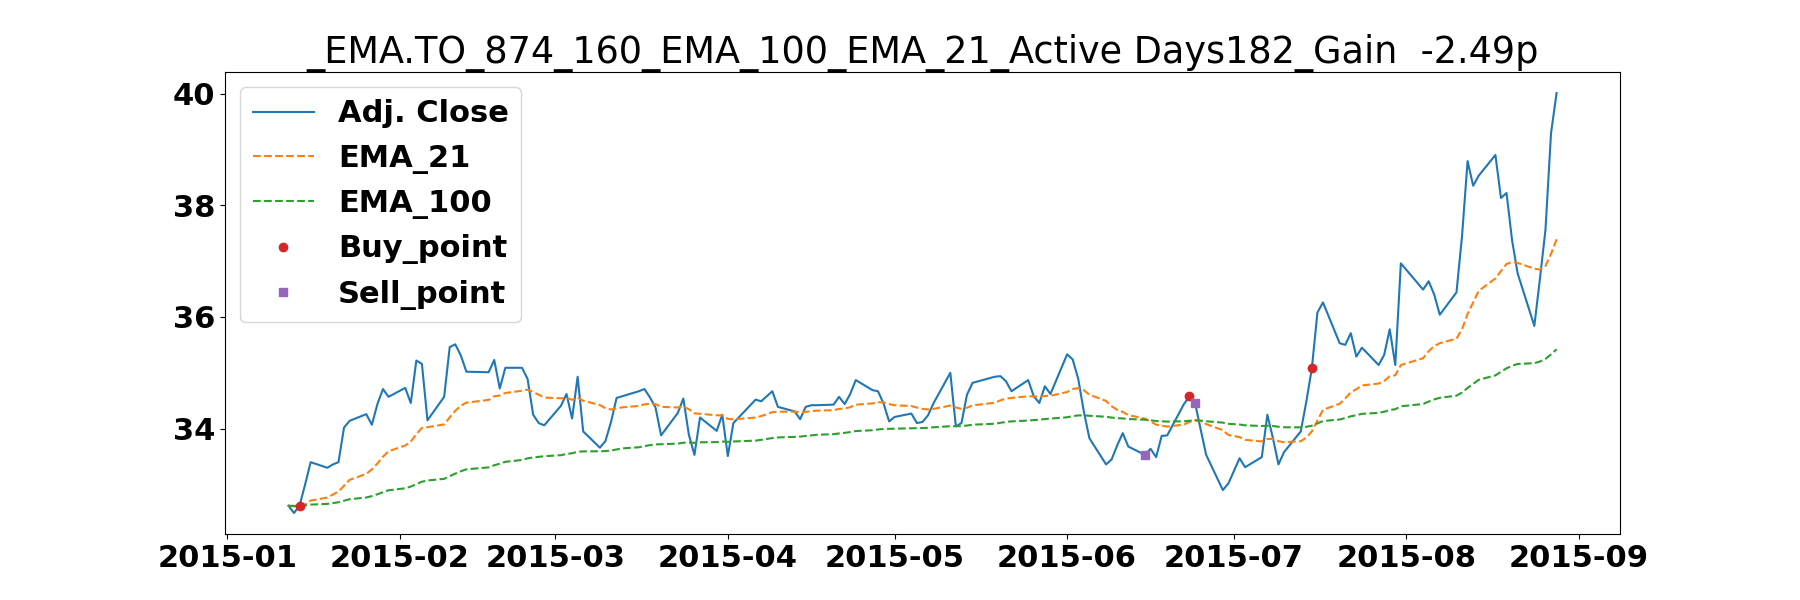 _EMA.TO_874_160_EMA_100_EMA_21_Active Days182_Gain  -2.49p
40
38
36
34
Adj. Close
EMA_21
EMA_100
Buy_point
Sell_point
2015-01 2015-02 2015-03 2015-04 2015-05 2015-06 2015-07 2015-08 2015-09